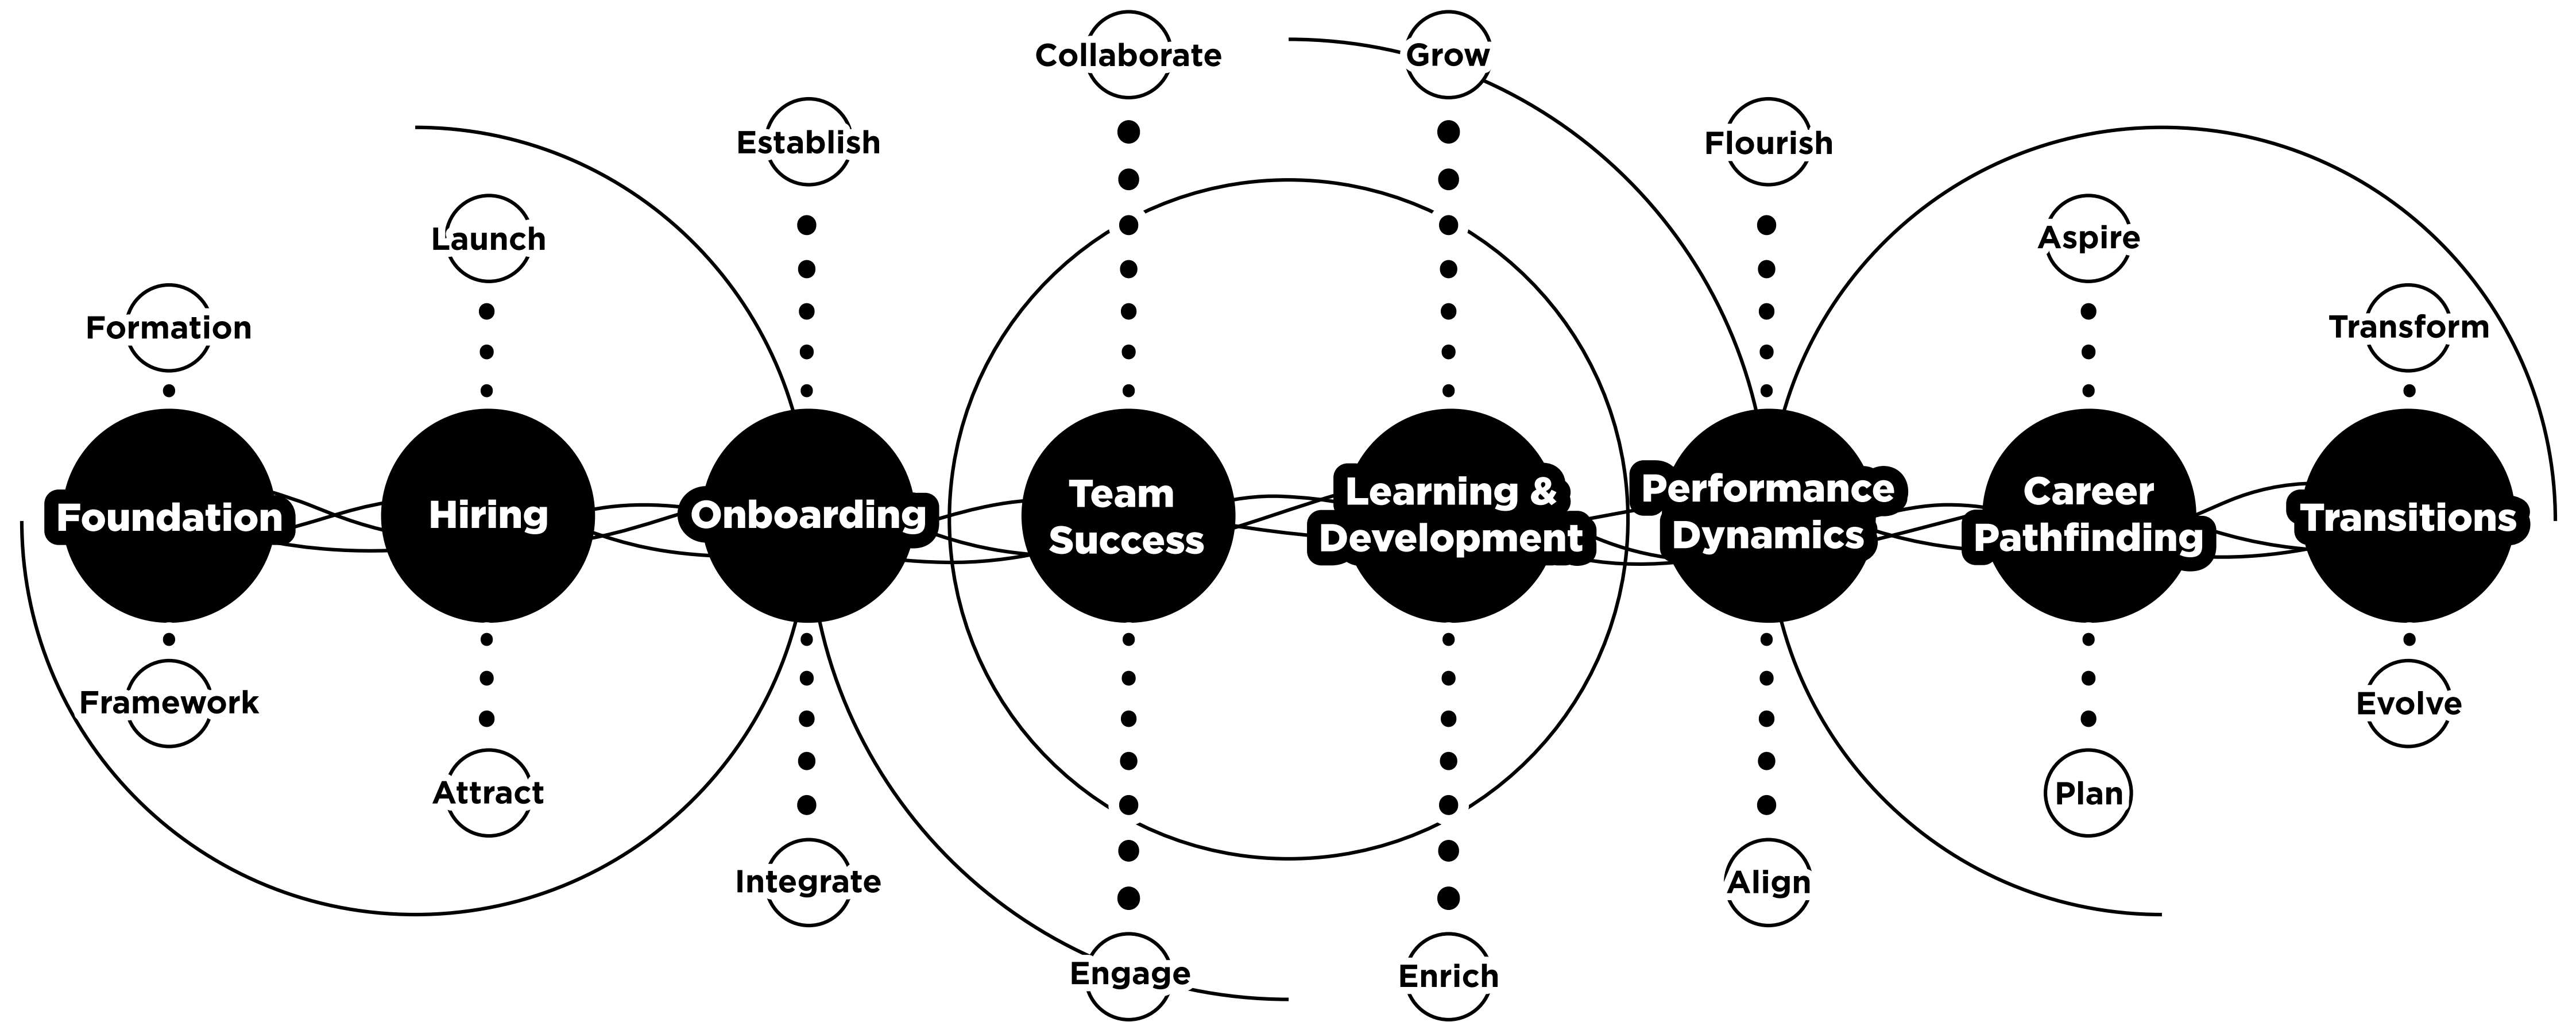 Collaborate
Grow
Establish
Flourish
Launch
Aspire
Formation
Transform
Foundation
Hiring
Onboarding
Team
Success
Learning &
Development
Performance
Dynamics
Career
Pathfinding
Transitions
Framework
Evolve
Attract
Plan
Integrate
Align
Engage
Enrich